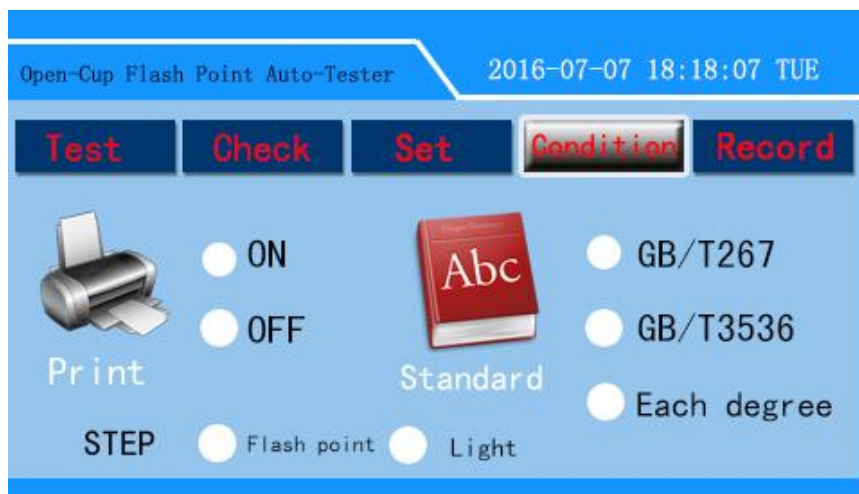 Open-Cup Flash Point Auto-Tester
2016-07-07 18:18:07 TUE
Test Check Set Condition Record
ON
OFF
Print
Abc
Standard
GB/T267
GB/T3536
Each degree
STEP Flash point Light